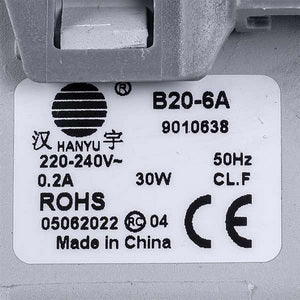 ®
B20-6A
汉 HANYU 宇
9010638
220-240V~ 50Hz
0.2A 30W CL.F
ROHS
05062022 RC 04
CE
Made in China